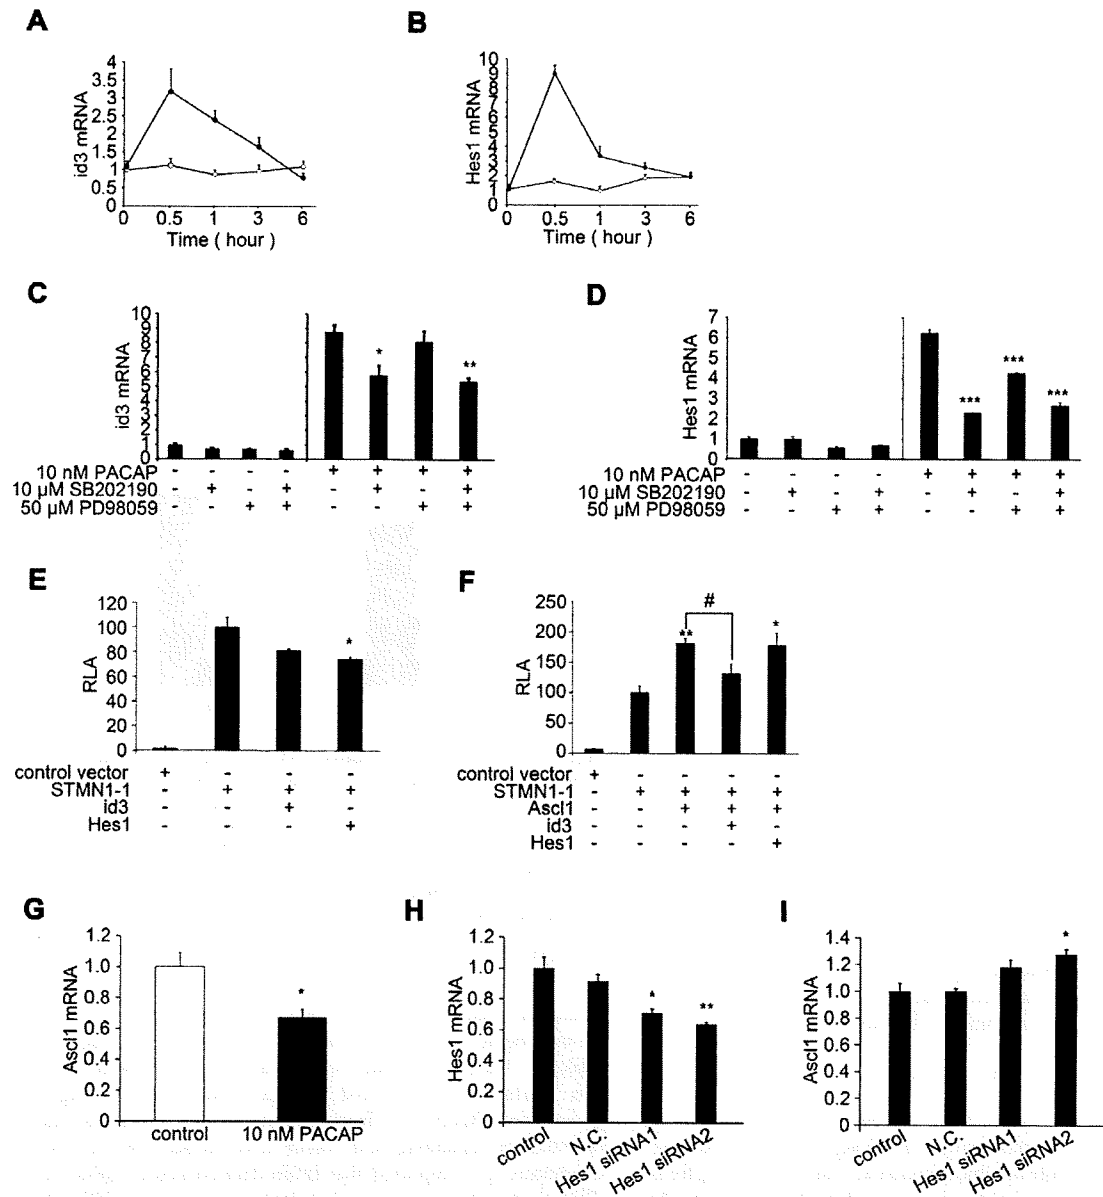 A
B
4
3.5
3
2.5
2
1.5
1
0.5
0
id3 mRNA
0 0.5 1 3 6
Time ( hour )
10
9
8
7
6
5
4
3
2
1
0
Hes1 mRNA
0 0.5 1 3 6
Time ( hour )
C
D
10
9
8
7
6
5
4
3
2
1
0
id3 mRNA
* **
10 nM PACAP - - - - + + + +
10 µM SB202190 - + - + - + - +
50 µM PD98059 - - + + - - + +
7
6
5
4
3
2
1
0
Hes1 mRNA
*** *** ***
10 nM PACAP - - - - + + + +
10 µM SB202190 - + - + - + - +
50 µM PD98059 - - + + - - + +
E
F
120
100
80
60
40
20
0
RLA
*
control vector + - - -
STMN1-1 - + + +
id3 - - + -
Hes1 - - - +
250
200
150
100
50
0
RLA
#
** *
control vector + - - - -
STMN1-1 - + + + +
Ascl1 - - + + +
id3 - - - + -
Hes1 - - - - +
G
H
I
1.2
1.0
0.8
0.6
0.4
0.2
0
Ascl1 mRNA
*
control 10 nM PACAP
1.2
1.0
0.8
0.6
0.4
0.2
0
Hes1 mRNA
* **
control
N.C.
Hes1 siRNA1
Hes1 siRNA2
1.4
1.2
1.0
0.8
0.6
0.4
0.2
0
Ascl1 mRNA
*
control
N.C.
Hes1 siRNA1
Hes1 siRNA2